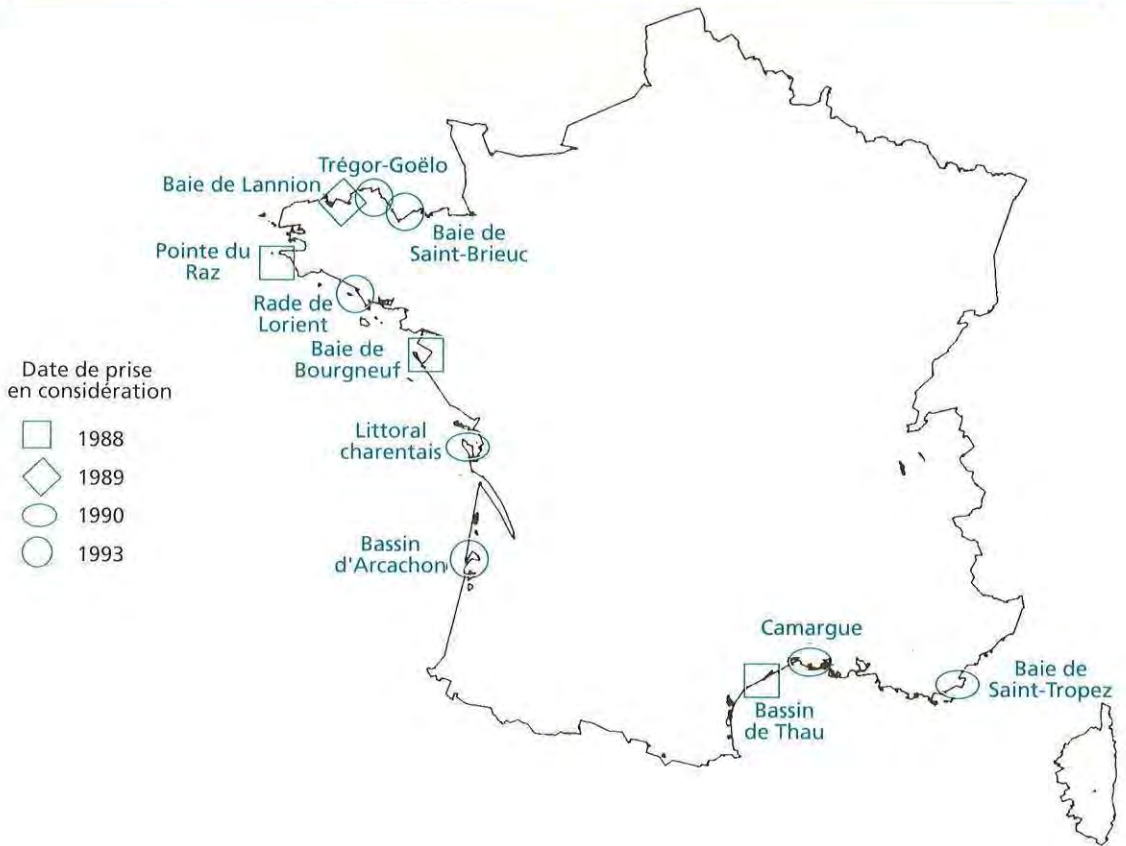 Trégor-Goëlo
Baie de Lannion
Baie de
Saint-Brieuc
Pointe du
Raz
Rade de
Lorient
Baie de
Bourgneuf
Date de prise
en considération
1988
1989
1990
1993
Littoral
charentais
Bassin
d'Arcachon
Camargue
Bassin
de Thau
Baie de
Saint-Tropez